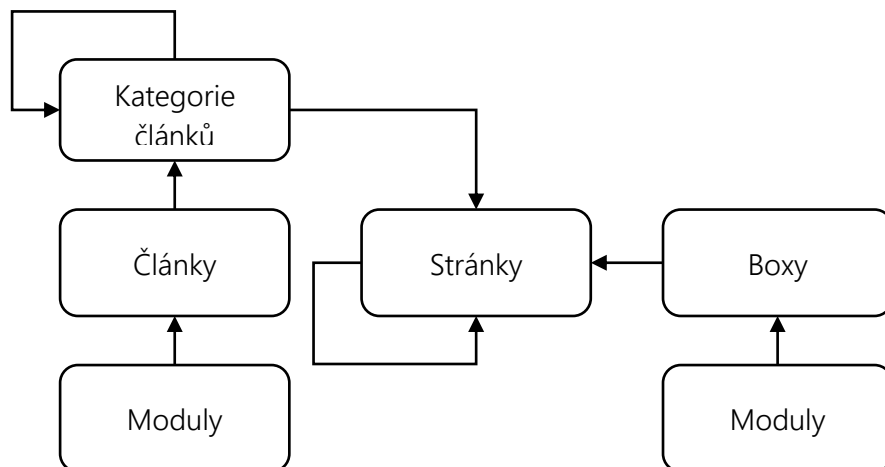 Kategorie
článků
Články
Stránky
Boxy
Moduly
Moduly